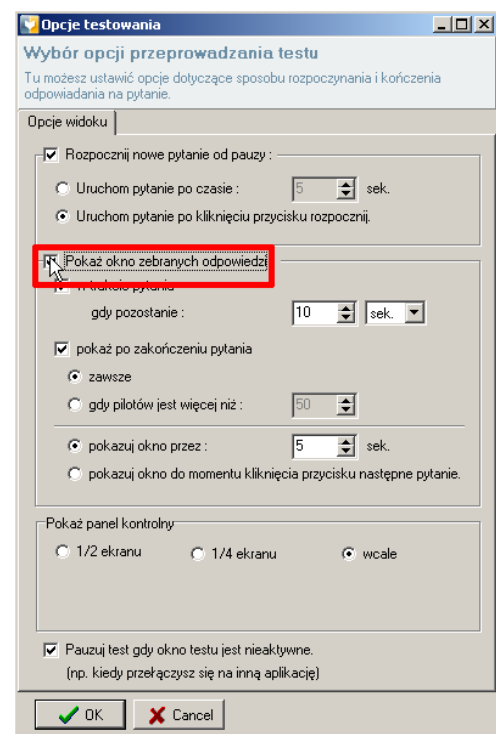 Opcje testowania
Wybór opcji przeprowadzania testu
Tu możesz ustawić opcje dotyczące sposobu rozpoczynania i kończenia
odpowiadania na pytanie.
Opcje widoku
Rozpocznij nowe pytanie od pauzy :
Uruchom pytanie po czasie : 5 sek.
Uruchom pytanie po kliknięciu przycisku rozpocznij.
Pokaż okno zebranych odpowiedzi
w trakcie pytania
gdy pozostanie : 10 sek.
pokaż po zakończeniu pytania
zawsze
gdy pilotów jest więcej niż : 50
pokazuj okno przez : 5 sek.
pokazuj okno do momentu kliknięcia przycisku następne pytanie.
Pokaż panel kontrolny
1/2 ekranu 1/4 ekranu wcale
Pauzuj test gdy okno testu jest nieaktywne.
(np. kiedy przełączysz się na inną aplikację)
OK Cancel